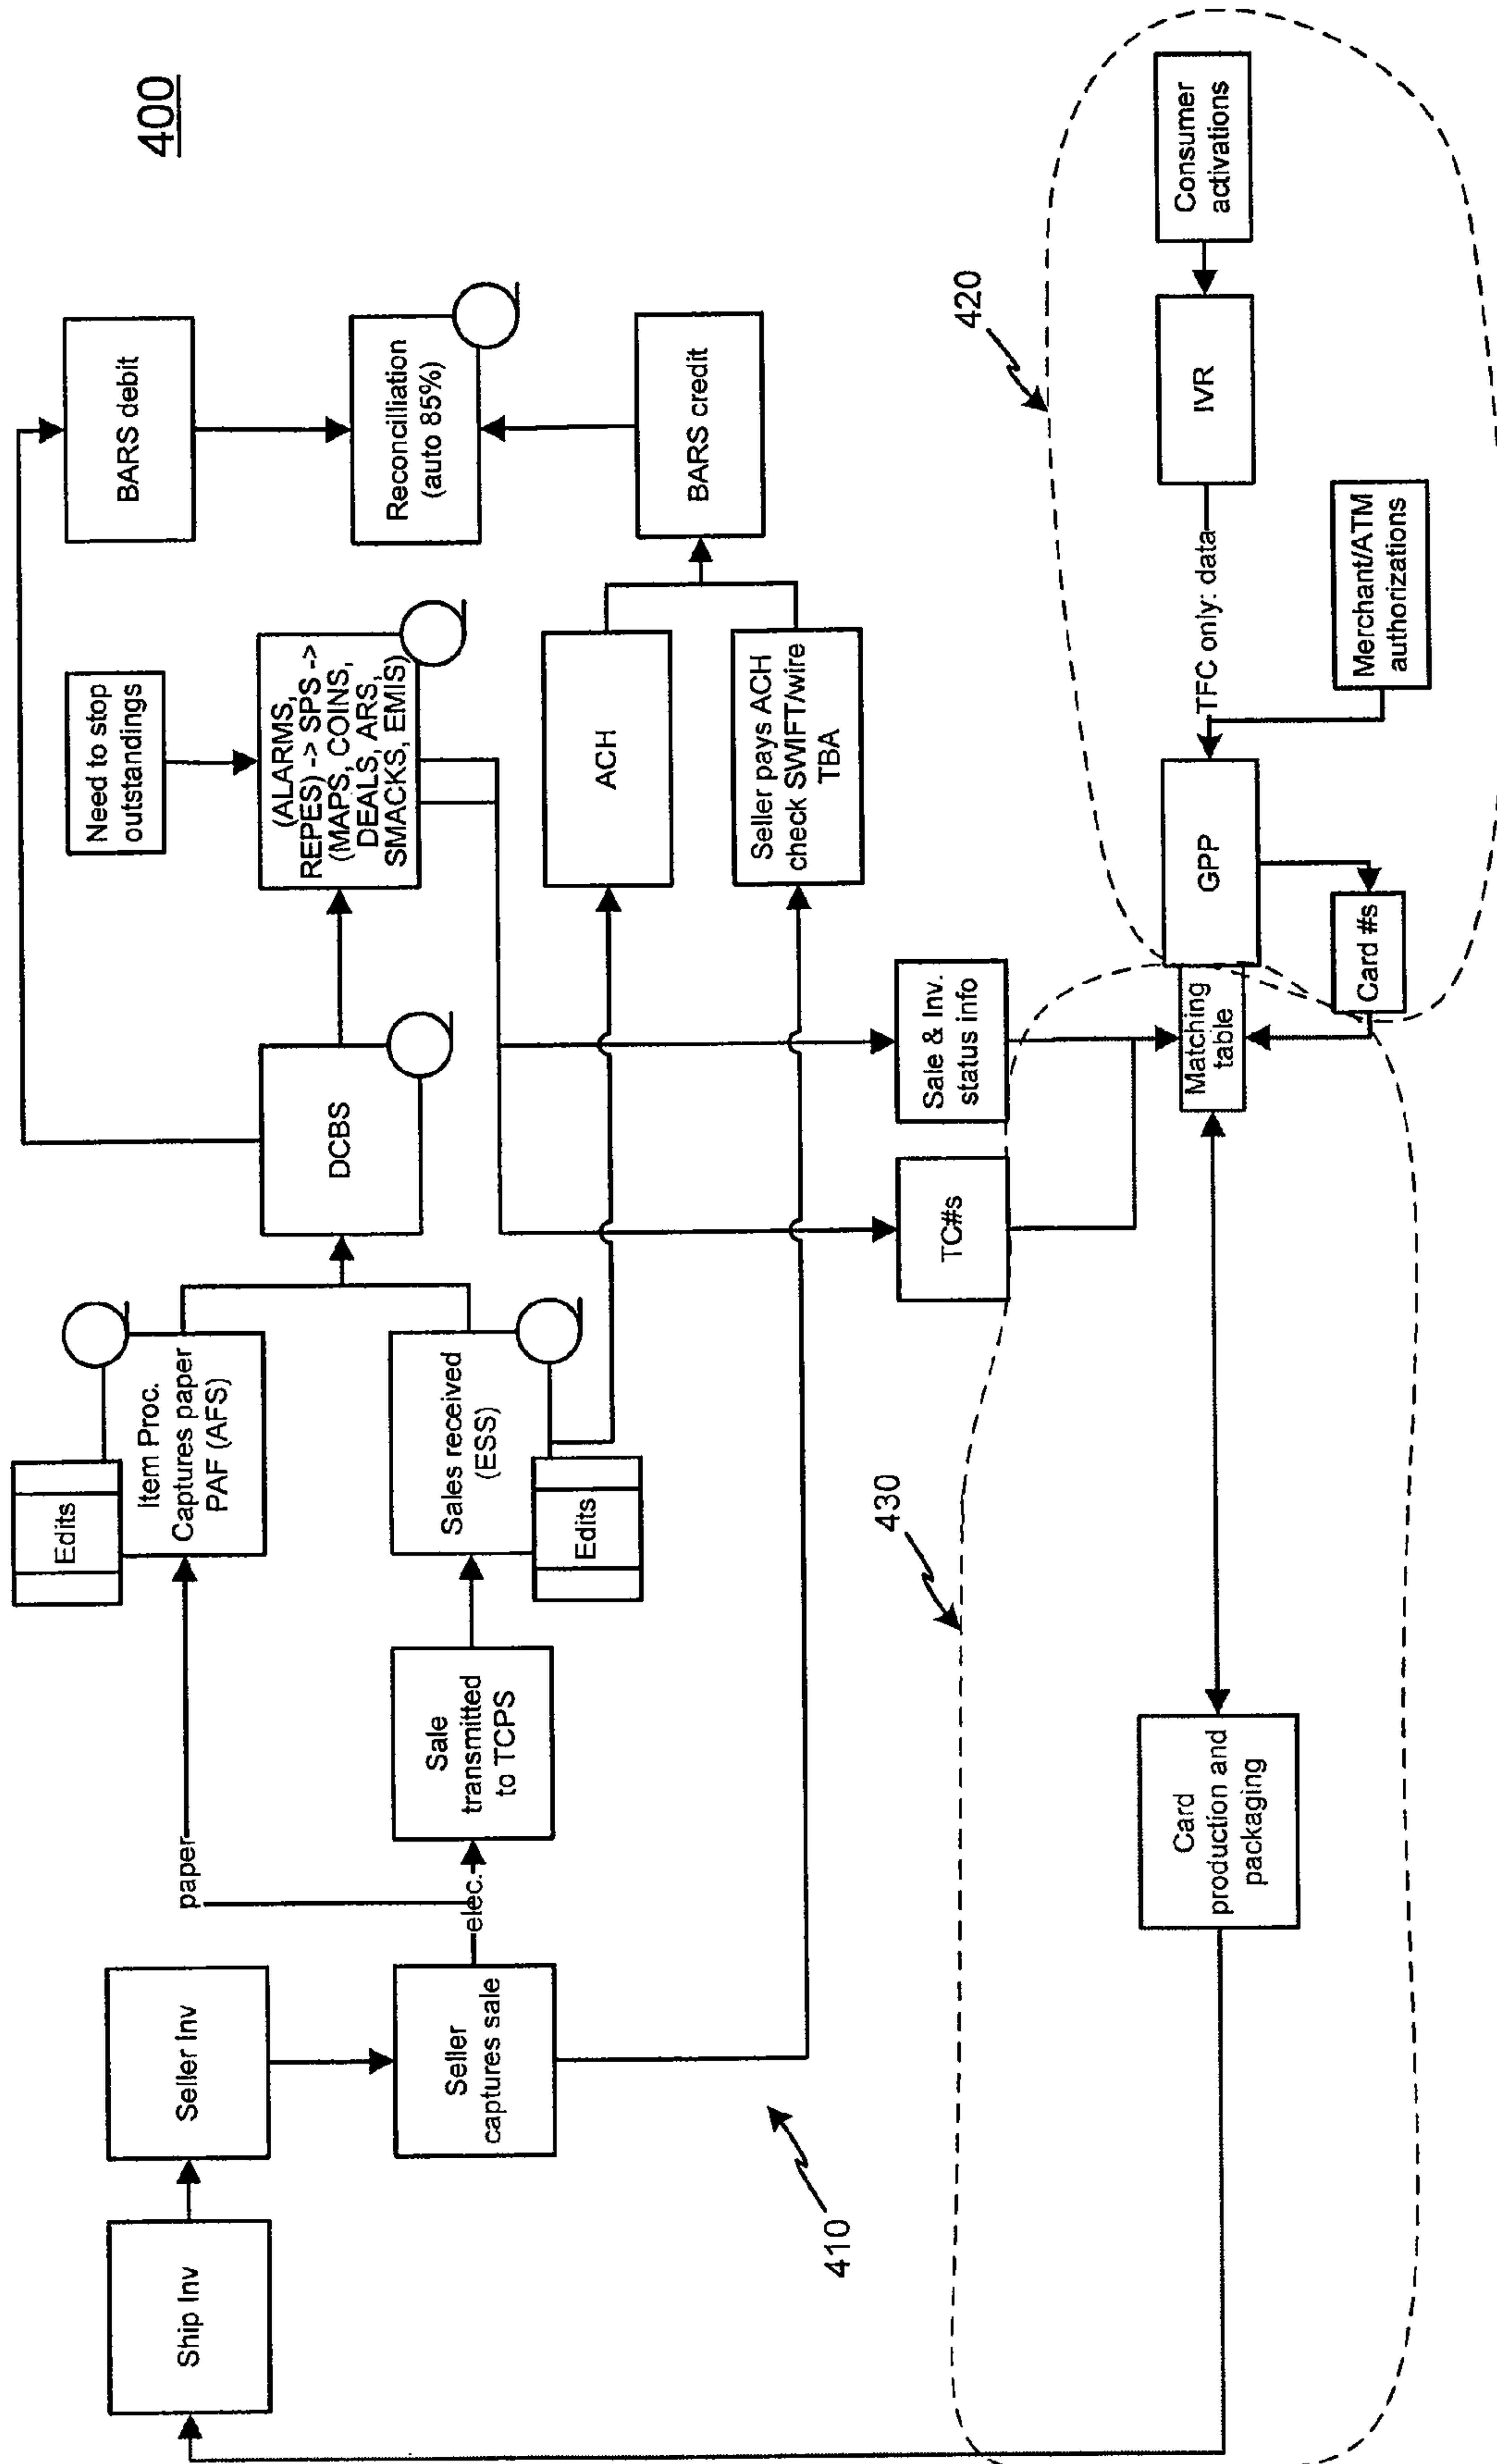 400
Ship Inv
Seller Inv
Seller
captures sale
paper
elec.
Sale
transmitted
to TCPS
Edits
Item Proc.
Captures paper
PAF (AFS)
Sales received
(ESS)
Edits
DCBS
Need to stop
outstandings
(ALARMS,
REPES) -> SPS ->
(MAPS, COINS,
DEALS, ARS,
SMACKS, EMIS)
ACH
Seller pays ACH
check SWIFT/wire
TBA
BARS debit
Reconcilliation
(auto 85%)
BARS credit
410
430
420
TC#s
Sale & Inv.
status info
Card
production and
packaging
Matching
table
GPP
Card #s
TFC only: data
IVR
Consumer
activations
Merchant/ATM
authorizations